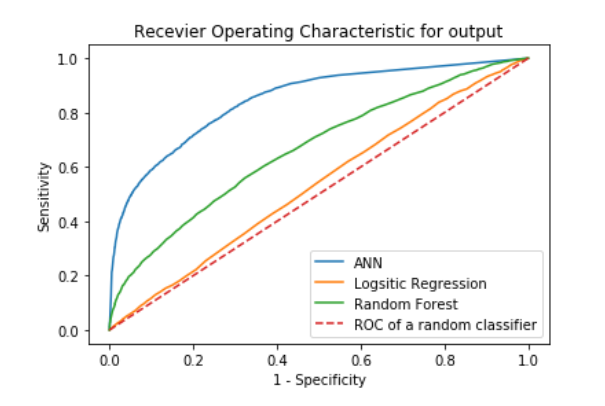 Recevier Operating Characteristic for output
1.0
0.8
0.6
0.4
0.2
0.0
Sensitivity
ANN
Logsitic Regression
Random Forest
ROC of a random classifier
0.0 0.2 0.4 0.6 0.8 1.0
1 - Specificity